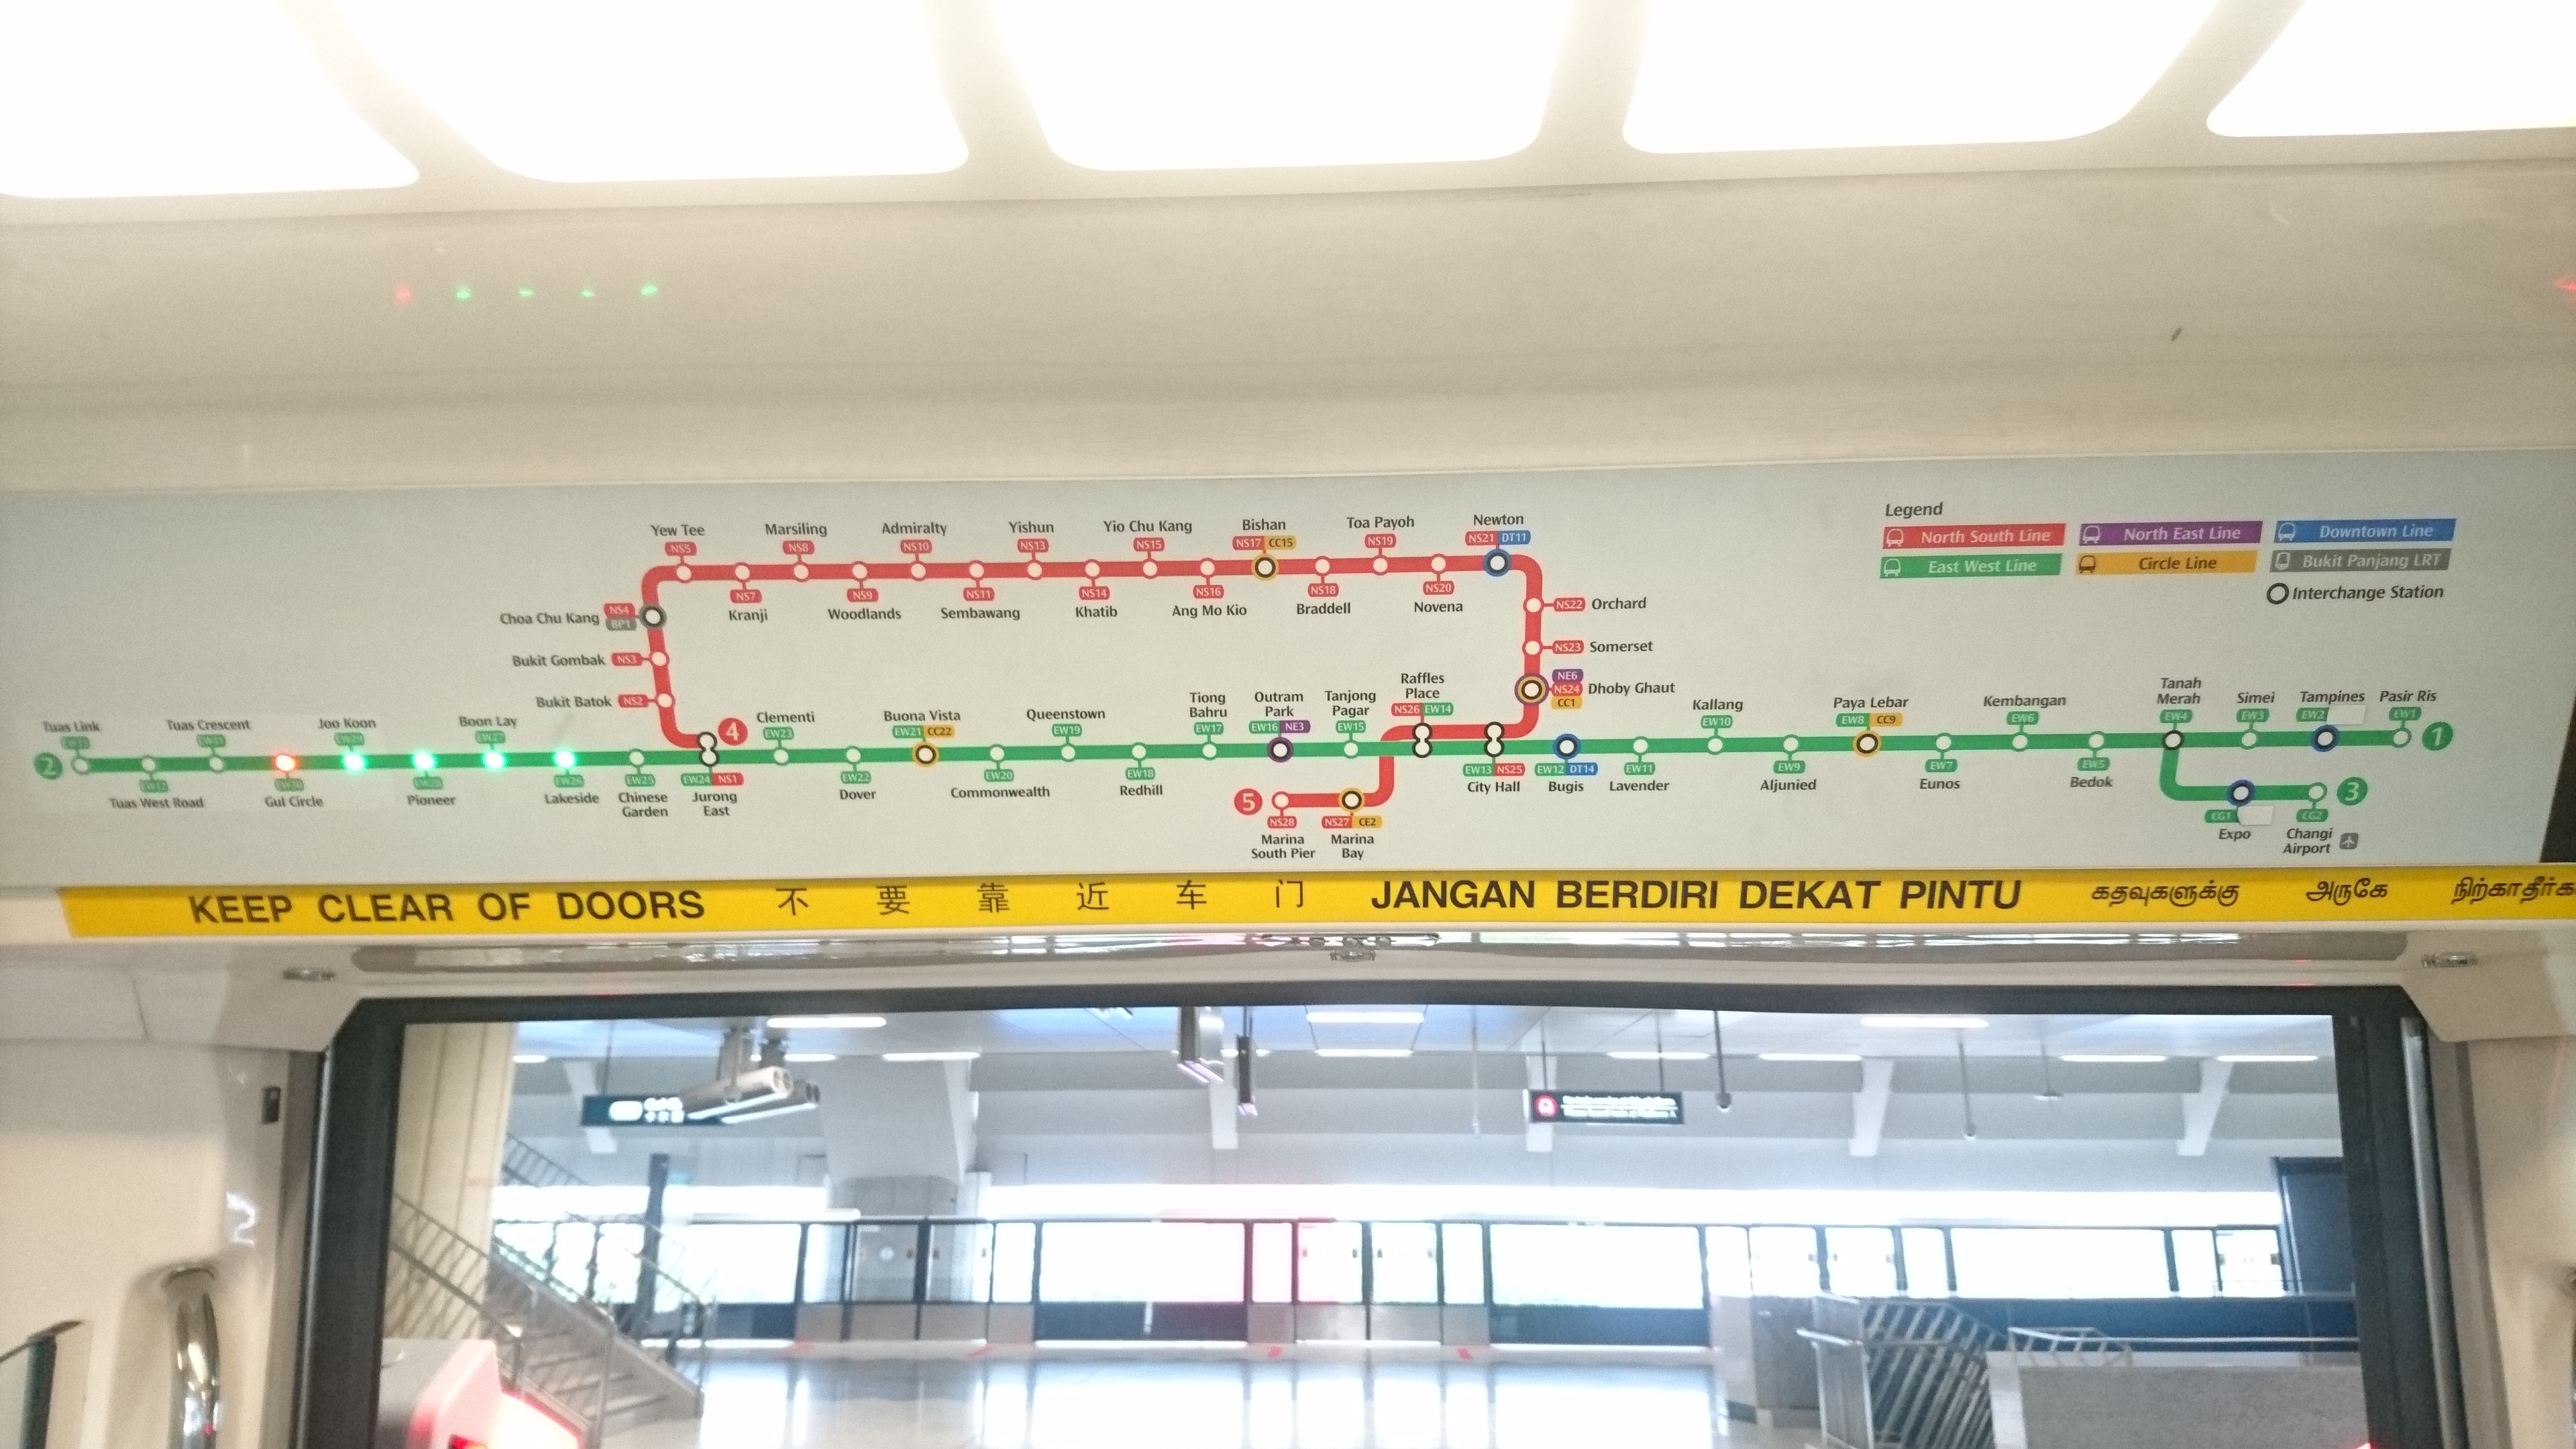 Yew Tee
NS5
Marsiling
NS8
Admiralty
NS10
Yishun
NS13
Yio Chu Kang
NS15
Bishan
NS17 CC15
Toa Payoh
NS19
Newton
NS21 DT11
Legend
North South Line
North East Line
Downtown Line
East West Line
Circle Line
Bukit Panjang LRT
Interchange Station
NS7
Kranji
NS9
Woodlands
NS11
Sembawang
NS14
Khatib
NS16
Ang Mo Kio
NS18
Braddell
NS20
Novena
Choa Chu Kang NS4
BP1
Bukit Gombak NS3
Bukit Batok NS2
NS22 Orchard
NS23 Somerset
NE6
NS24 Dhoby Ghaut
CC1
2
Tuas Link
Tuas West Road
Tuas Crescent
Gul Circle
Joo Koon
Pioneer
Boon Lay
EW27
Lakeside
EW26
EW25
Chinese
Garden
4
EW24 NS1
Jurong
East
Clementi
EW23
EW22
Dover
Buona Vista
EW21 CC22
EW20
Commonwealth
Queenstown
EW19
EW18
Redhill
Tiong
Bahru
EW17
Outram
Park
EW16 NE3
Tanjong
Pagar
EW15
Raffles
Place
NS26 EW14
EW13 NS25
City Hall
EW12 DT14
Bugis
EW11
Lavender
Kallang
EW10
EW9
Aljunied
Paya Lebar
EW8 CC9
EW7
Eunos
Kembangan
EW6
EW5
Bedok
Tanah
Merah
EW4
Simei
EW3
Tampines
EW2
Pasir Ris
EW1
1
5
NS28
Marina
South Pier
NS27 CE2
Marina
Bay
3
CG1
Expo
CG2
Changi
Airport
KEEP CLEAR OF DOORS 不要靠近车门 JANGAN BERDIRI DEKAT PINTU கதவுகளுக்கு அருகே